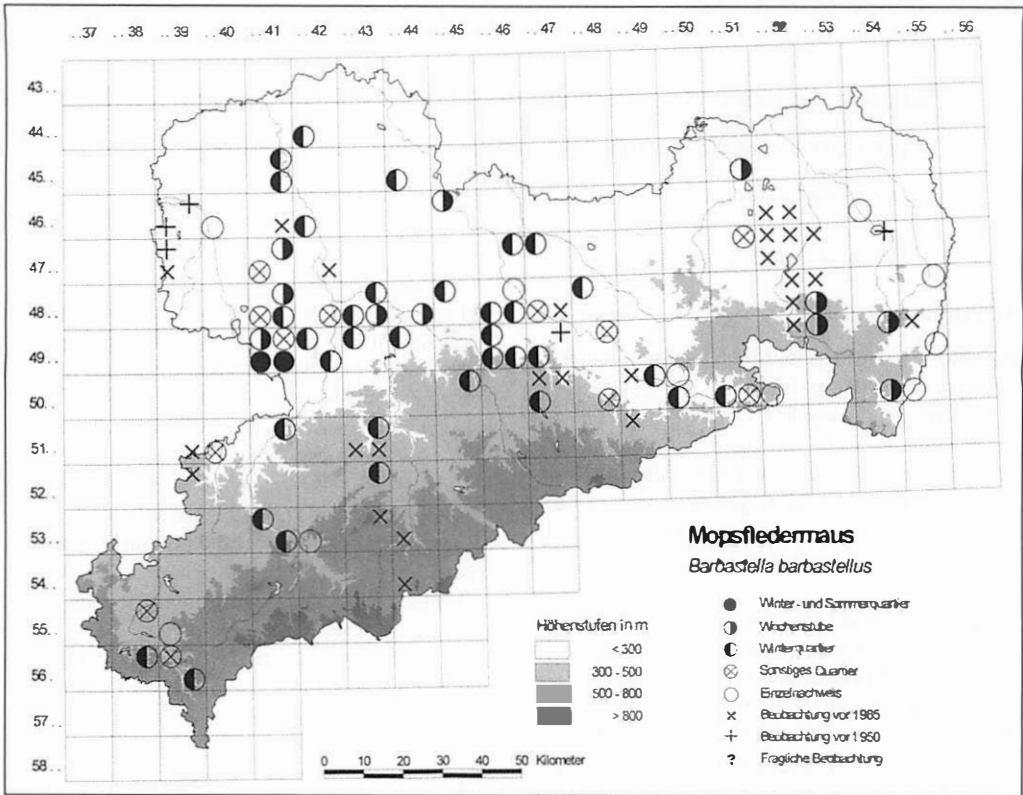 ..37 ..38 ..39 ..40 ..41 ..42 ..43 ..44 ..45 ..46 ..47 ..48 ..49 ..50 ..51 ..52 ..53 ..54 ..55 ..56
43..
44..
45..
46..
47..
48..
49..
50..
51..
52..
53..
54..
55..
56..
57..
58..
Mopsfledermaus
Barbastella barbastellus
Winter- und Sommerquartier
Wochenstube
Winterquartier
Sonstiges Quartier
Einzelnachweis
Beobachtung vor 1985
Beobachtung vor 1950
? Fragliche Beobachtung
Höhenstufen in m
< 300
300 - 500
500 - 800
> 800
0 10 20 30 40 50 Kilometer